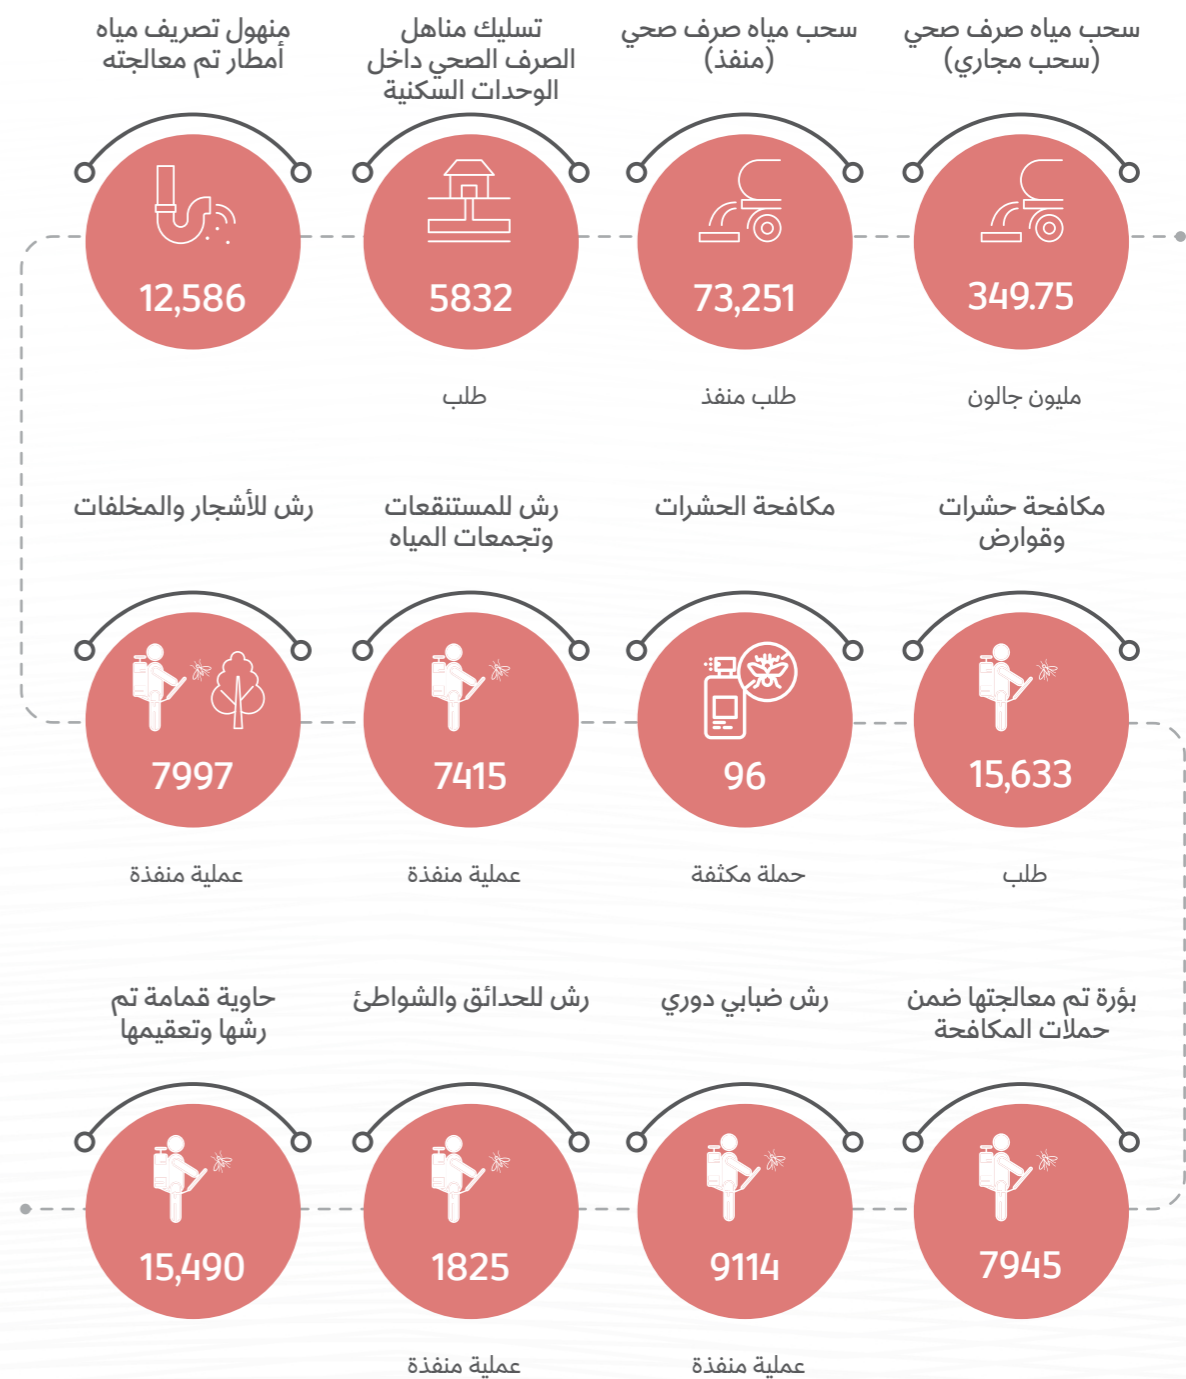 سحب مياه صرف صحي
(سحب مجاري)
349.75
مليون جالون
سحب مياه صرف صحي
(منفذ)
73,251
طلب منفذ
تسليك مناهل
الصرف الصحي داخل
الوحدات السكنية
5832
طلب
منهول تصريف مياه
أمطار تم معالجته
12,586
مكافحة حشرات
وقوارض
15,633
طلب
مكافحة الحشرات
96
حملة مكثفة
رش للمستنقعات
وتجمعات المياه
7415
عملية منفذة
رش للأشجار والمخلفات
7997
عملية منفذة
بؤرة تم معالجتها ضمن
حملات المكافحة
7945
رش ضبابي دوري
9114
عملية منفذة
رش للحدائق والشواطئ
1825
عملية منفذة
حاوية قمامة تم
رشها وتعقيمها
15,490